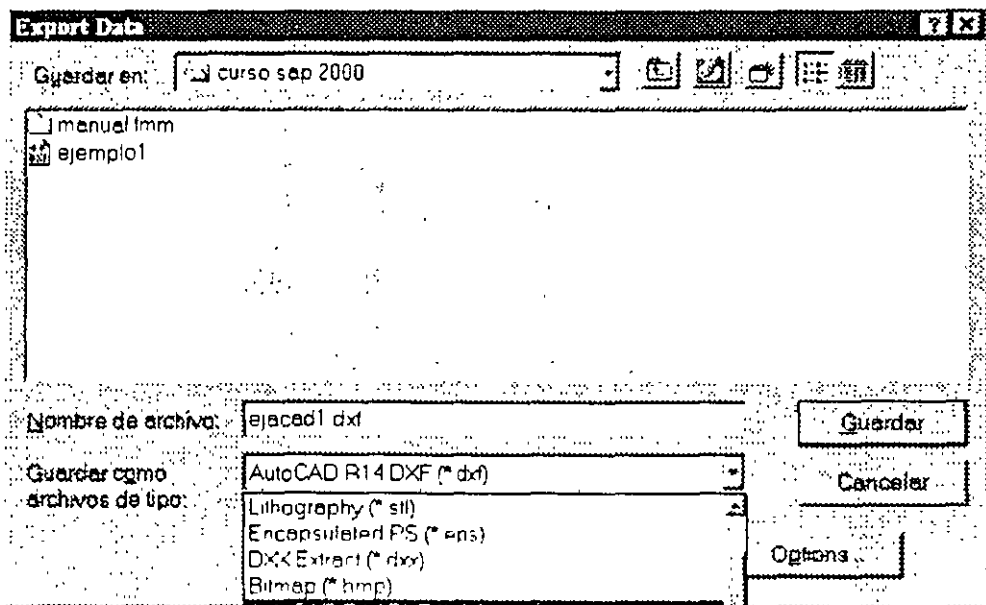 Export Data
Guardar en: curso sap 2000
manual fmm
ejemplo1
Nombre de archivo: ejacad1 dxf
Guardar
Guardar como archivos de tipo: AutoCAD R14 DXF (* dxf)
Cancelar
Lithography (* stl)
Encapsulated PS (* eps)
DXX Extract (* dxx)
Bitmap (* bmp)
Options...